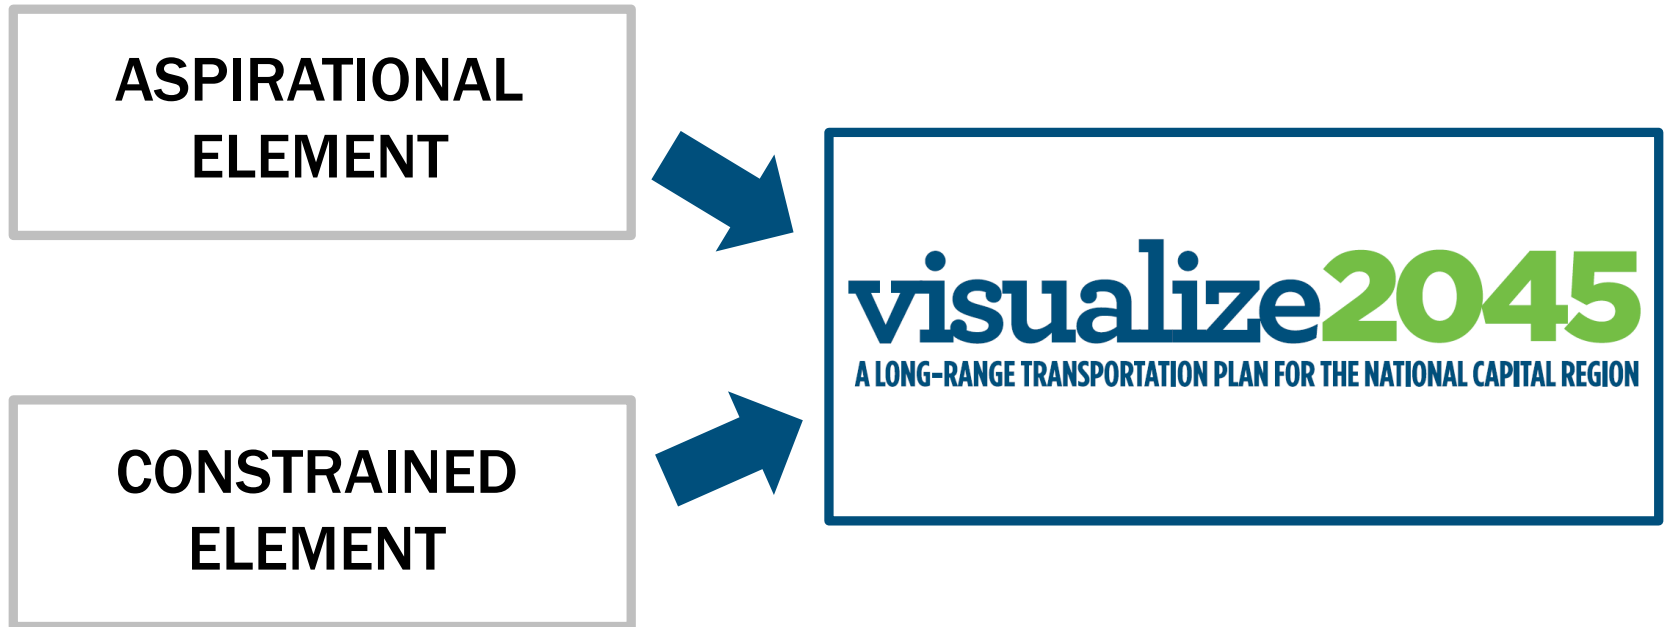 ASPIRATIONAL
ELEMENT
CONSTRAINED
ELEMENT
visualize2045
A LONG-RANGE TRANSPORTATION PLAN FOR THE NATIONAL CAPITAL REGION